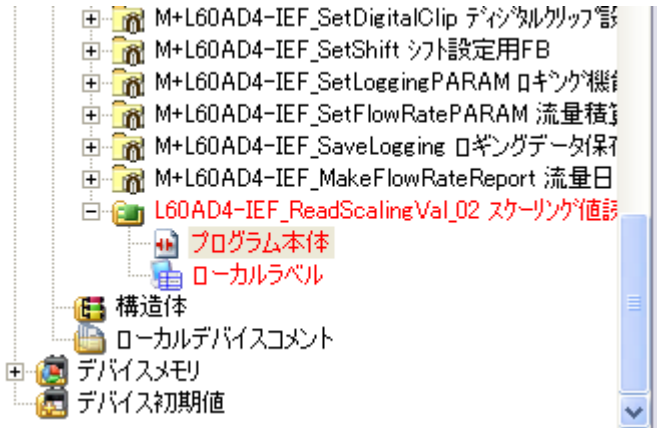 M+L60AD4-IEF_SetDigitalClip ディジタルクリップ設
M+L60AD4-IEF_SetShift シフト設定用FB
M+L60AD4-IEF_SetLoggingPARAM ロギング機能
M+L60AD4-IEF_SetFlowRatePARAM 流量積算
M+L60AD4-IEF_SaveLogging ロギングデータ保存
M+L60AD4-IEF_MakeFlowRateReport 流量日
L60AD4-IEF_ReadScalingVal_02 スケーリング値読
プログラム本体
ローカルラベル
構造体
ローカルデバイスコメント
デバイスメモリ
デバイス初期値